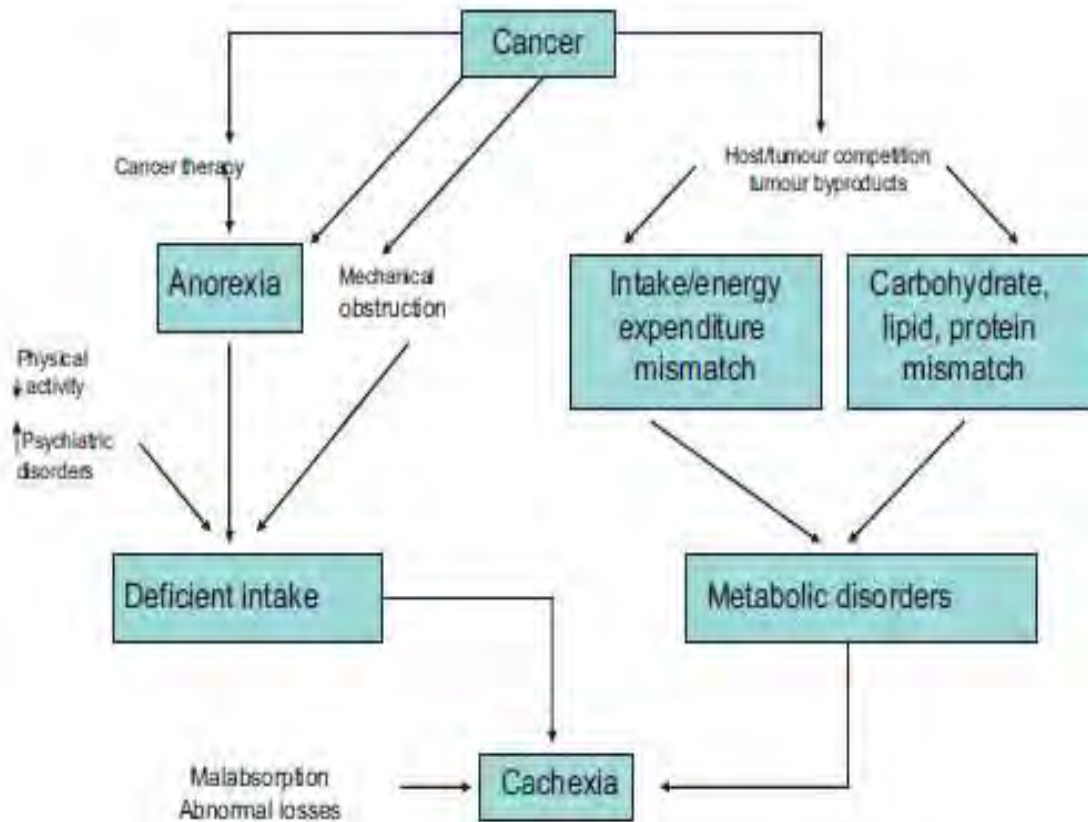 Cancer
Cancer therapy
Host/tumour competition
tumour byproducts
Anorexia
Mechanical
obstruction
Intake/energy
expenditure
mismatch
Carbohydrate,
lipid, protein
mismatch
Physical
activity
Psychiatric
disorders
Deficient intake
Metabolic disorders
Malabsorption
Abnormal losses
Cachexia